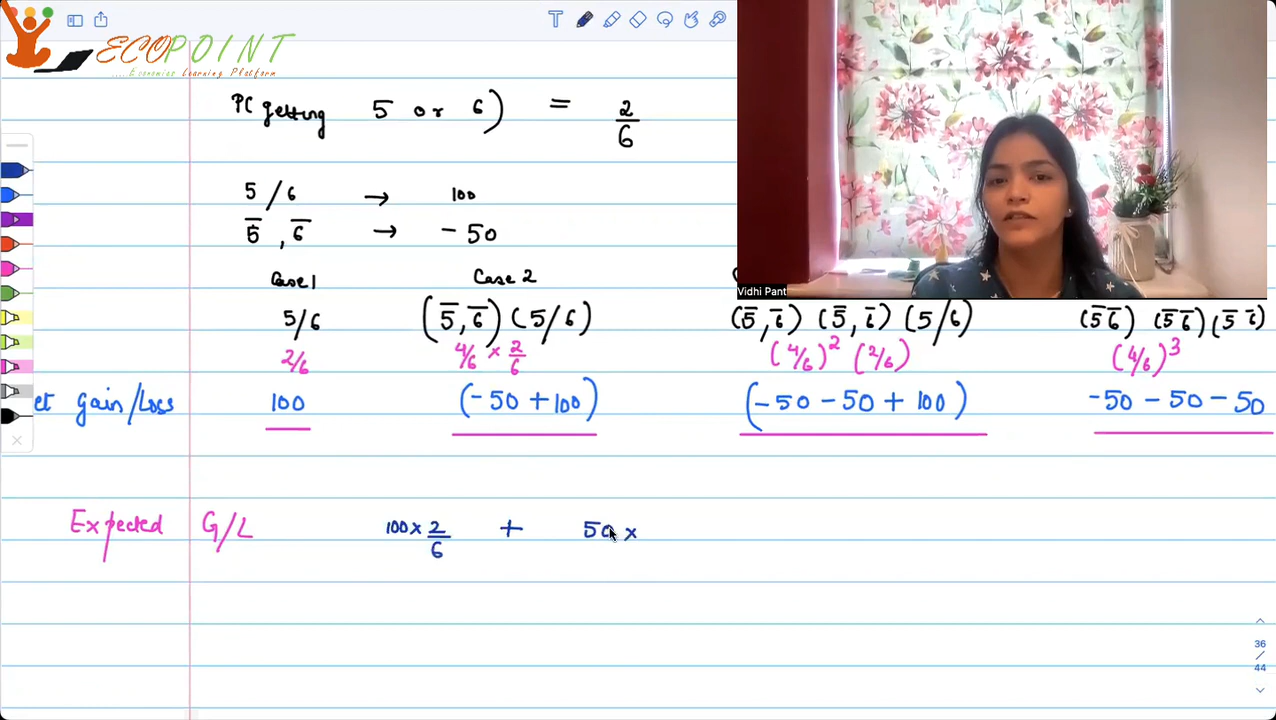 ECOPOINT
.....Economics Learning Platform
P(getting 5 or 6) = 2/6
5/6 → 100
5̅, 6̅ → -50
Case 1 Case 2
5/6 (5̅, 6̅) (5/6) (5̅, 6̅) (5̅, 6̅) (5/6) (5̅ 6̅) (5̅ 6̅) (5̅ 6̅)
2/6 4/6 × 2/6 (4/6)² (2/6) (4/6)³
et Gain/Loss 100 (-50 +100) (-50 -50 + 100) -50 -50 -50
Expected G/L 100 × 2/6 + 50 ×
Vidhi Pant
36
/
44